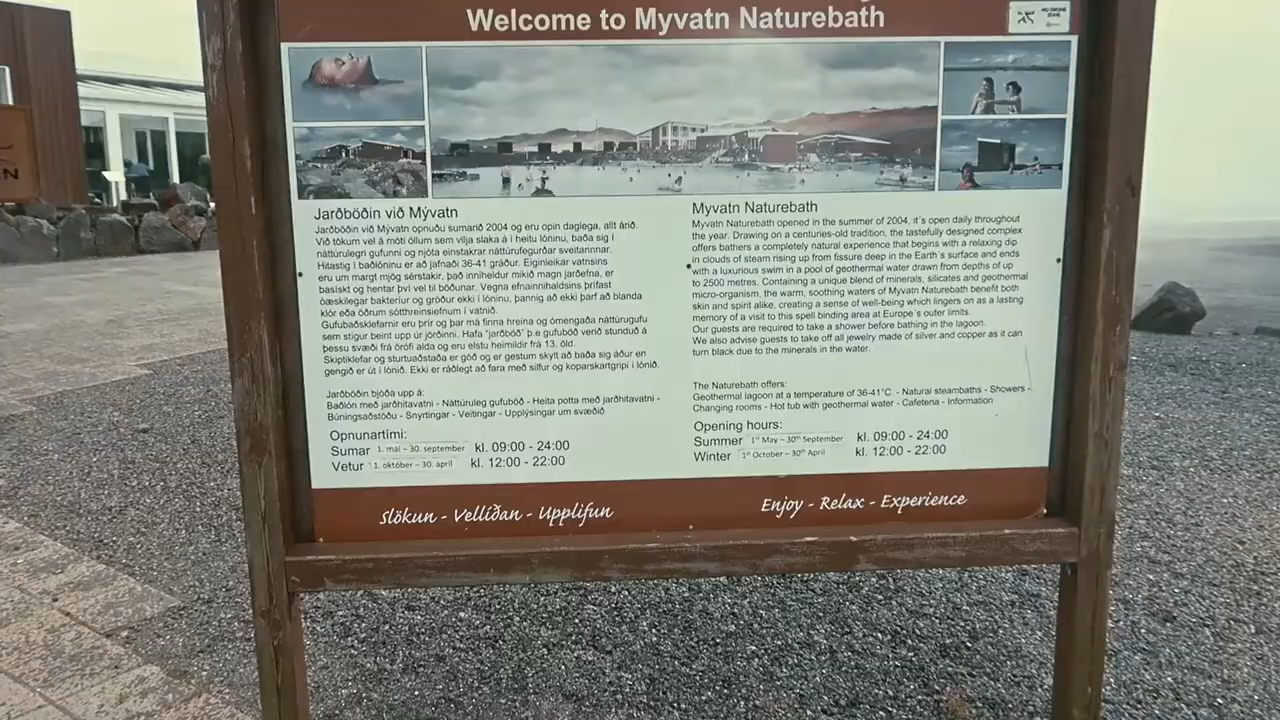 Welcome to Myvatn Naturebath
Jarðböðin við Mývatn
Jarðböðin við Mývatn opnuðu sumarið 2004 og eru opin daglega, allt árið.
Við tökum vel á móti öllum sem vilja slaka á í heitu lóninu, baða sig í
náttúrulegri gufunni og njóta einstakrar náttúrufegurðar sveitarinnar.
Hitastig í baðlóninu er að jafnaði 36-41 gráður. Eiginleikar vatnsins
eru um margt mjög sérstakir, það inniheldur mikið magn jarðefna, er
basískt og hentar því vel til böðunar. Vegna efnainnihaldsins þrífast
óæskilegar bakteríur og gróður ekki í lóninu, þannig að ekki þarf að blanda
klór eða öðrum sótthreinsiefnum í vatnið.
Gufubaðsklefarnir eru þrír og þar má finna hreina og ómengaða náttúrugufu
sem stígur beint upp úr jörðinni. Hafa "jarðböð" þ.e gufuböð verið stunduð á
þessu svæði frá örófi alda og eru elstu heimildir frá 13. öld.
Skiptiklefar og sturtuaðstaða er góð og er gestum skylt að baða sig áður en
gengið er út í lónið. Ekki er ráðlegt að fara með silfur og koparskartgripi í lónið.
Jarðböðin bjóða upp á:
Baðlón með jarðhitavatni - Náttúruleg gufuböð - Heita potta með jarðhitavatni -
Búningsaðstöðu - Snyrtingar - Veitingar - Upplýsingar um svæðið
Opnunartími:
Sumar 1. maí – 30. september kl. 09:00 - 24:00
Vetur 1. október – 30. apríl kl. 12:00 - 22:00
Slökun - Vellíðan - Upplifun
Myvatn Naturebath
Myvatn Naturebath opened in the summer of 2004, it´s open daily throughout
the year. Drawing on a centuries-old tradition, the tastefully designed complex
offers bathers a completely natural experience that begins with a relaxing dip
in clouds of steam rising up from fissure deep in the Earth´s surface and ends
with a luxurious swim in a pool of geothermal water drawn from depths of up
to 2500 metres. Containing a unique blend of minerals, silicates and geothermal
micro-organism, the warm, soothing waters of Myvatn Naturebath benefit both
skin and spirit alike, creating a sense of well-being which lingers on as a lasting
memory of a visit to this spell binding area at Europe´s outer limits.
Our guests are required to take a shower before bathing in the lagoon.
We also advise guests to take off all jewelry made of silver and copper as it can
turn black due to the minerals in the water.
The Naturebath offers:
Geothermal lagoon at a temperature of 36-41°C. - Natural steambaths - Showers -
Changing rooms - Hot tub with geothermal water - Cafeteria - Information
Opening hours:
Summer 1st May – 30th September kl. 09:00 - 24:00
Winter 1st October – 30th April kl. 12:00 - 22:00
Enjoy - Relax - Experience